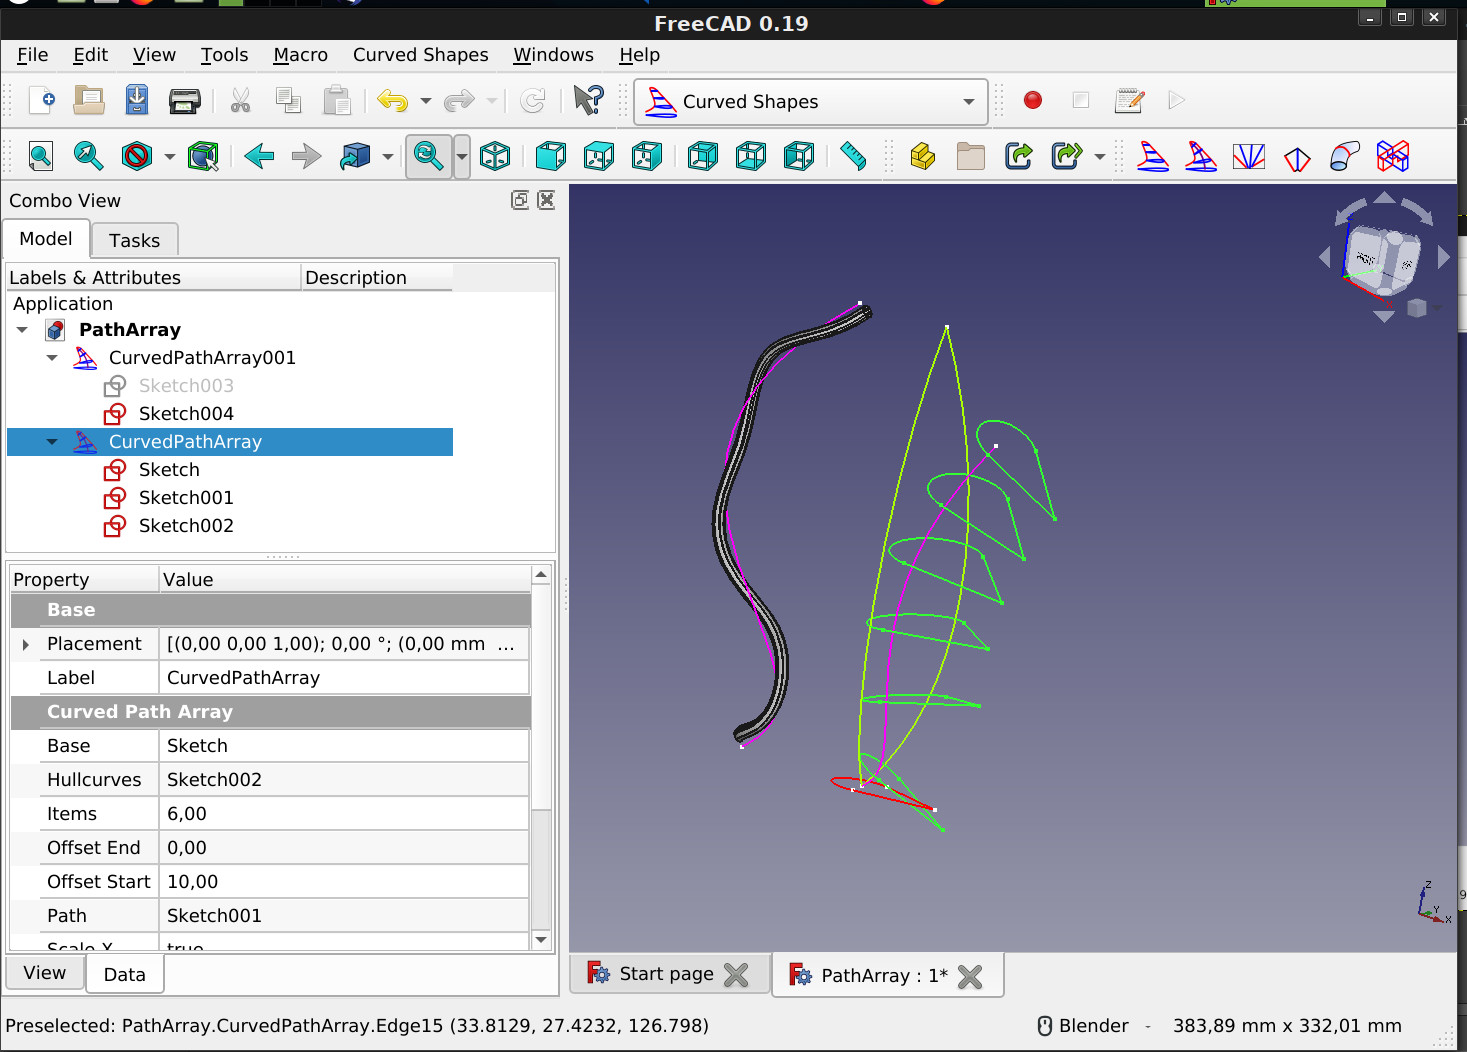 FreeCAD 0.19
File Edit View Tools Macro Curved Shapes Windows Help
Curved Shapes
Combo View
Model Tasks
Labels & Attributes Description
Application
PathArray
CurvedPathArray001
Sketch003
Sketch004
CurvedPathArray
Sketch
Sketch001
Sketch002
Property Value
Base
Placement [(0,00 0,00 1,00); 0,00 °; (0,00 mm ...
Label CurvedPathArray
Curved Path Array
Base Sketch
Hullcurves Sketch002
Items 6,00
Offset End 0,00
Offset Start 10,00
Path Sketch001
Scale X true
View Data
Z
Y
X
Start page PathArray : 1*
Preselected: PathArray.CurvedPathArray.Edge15 (33.8129, 27.4232, 126.798) Blender - 383,89 mm x 332,01 mm